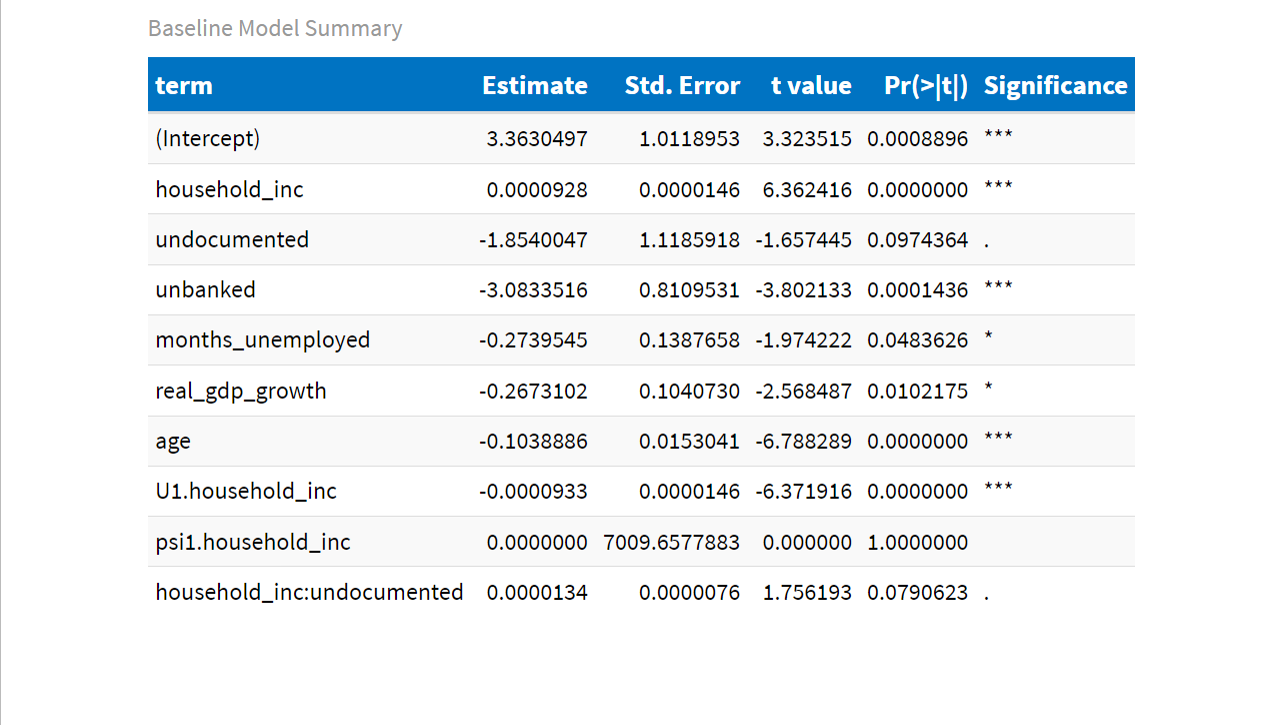 Baseline Model Summary
term Estimate Std. Error t value Pr(>|t|) Significance
(Intercept) 3.3630497 1.0118953 3.323515 0.0008896 ***
household_inc 0.0000928 0.0000146 6.362416 0.0000000 ***
undocumented -1.8540047 1.1185918 -1.657445 0.0974364 .
unbanked -3.0833516 0.8109531 -3.802133 0.0001436 ***
months_unemployed -0.2739545 0.1387658 -1.974222 0.0483626 *
real_gdp_growth -0.2673102 0.1040730 -2.568487 0.0102175 *
age -0.1038886 0.0153041 -6.788289 0.0000000 ***
U1.household_inc -0.0000933 0.0000146 -6.371916 0.0000000 ***
psi1.household_inc 0.0000000 7009.6577883 0.000000 1.0000000
household_inc:undocumented 0.0000134 0.0000076 1.756193 0.0790623 .